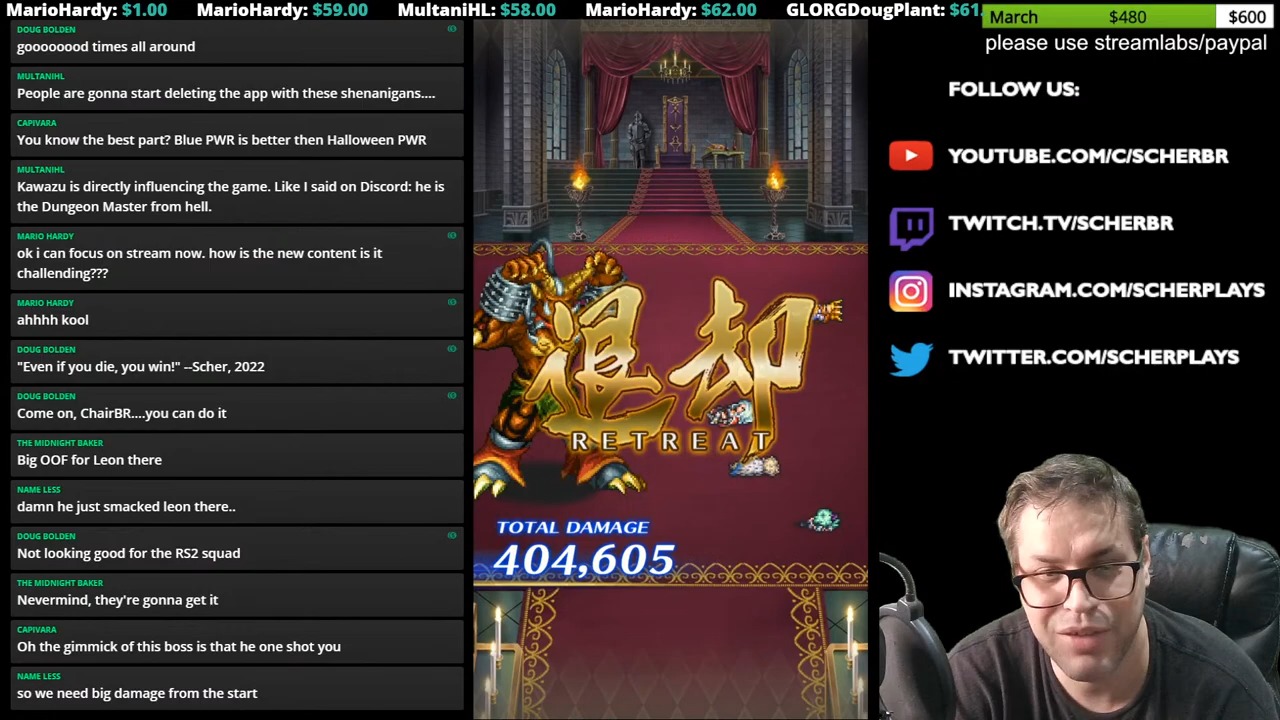 MarioHardy: $1.00 MarioHardy: $59.00 MultaniHL: $58.00 MarioHardy: $62.00 GLORGDougPlant: $61.
March $480 $600
please use streamlabs/paypal
DOUG BOLDEN
goooooood times all around
MULTANIHL
People are gonna start deleting the app with these shenanigans....
CAPIVARA
You know the best part? Blue PWR is better then Halloween PWR
MULTANIHL
Kawazu is directly influencing the game. Like I said on Discord: he is
the Dungeon Master from hell.
MARIO HARDY
ok i can focus on stream now. how is the new content is it
challending???
MARIO HARDY
ahhhh kool
DOUG BOLDEN
"Even if you die, you win!" --Scher, 2022
DOUG BOLDEN
Come on, ChairBR....you can do it
THE MIDNIGHT BAKER
Big OOF for Leon there
NAME LESS
damn he just smacked leon there..
DOUG BOLDEN
Not looking good for the RS2 squad
THE MIDNIGHT BAKER
Nevermind, they're gonna get it
CAPIVARA
Oh the gimmick of this boss is that he one shot you
NAME LESS
so we need big damage from the start
退却
RETREAT
TOTAL DAMAGE
404,605
FOLLOW US:
YOUTUBE.COM/C/SCHERBR
TWITCH.TV/SCHERBR
INSTAGRAM.COM/SCHERPLAYS
TWITTER.COM/SCHERPLAYS